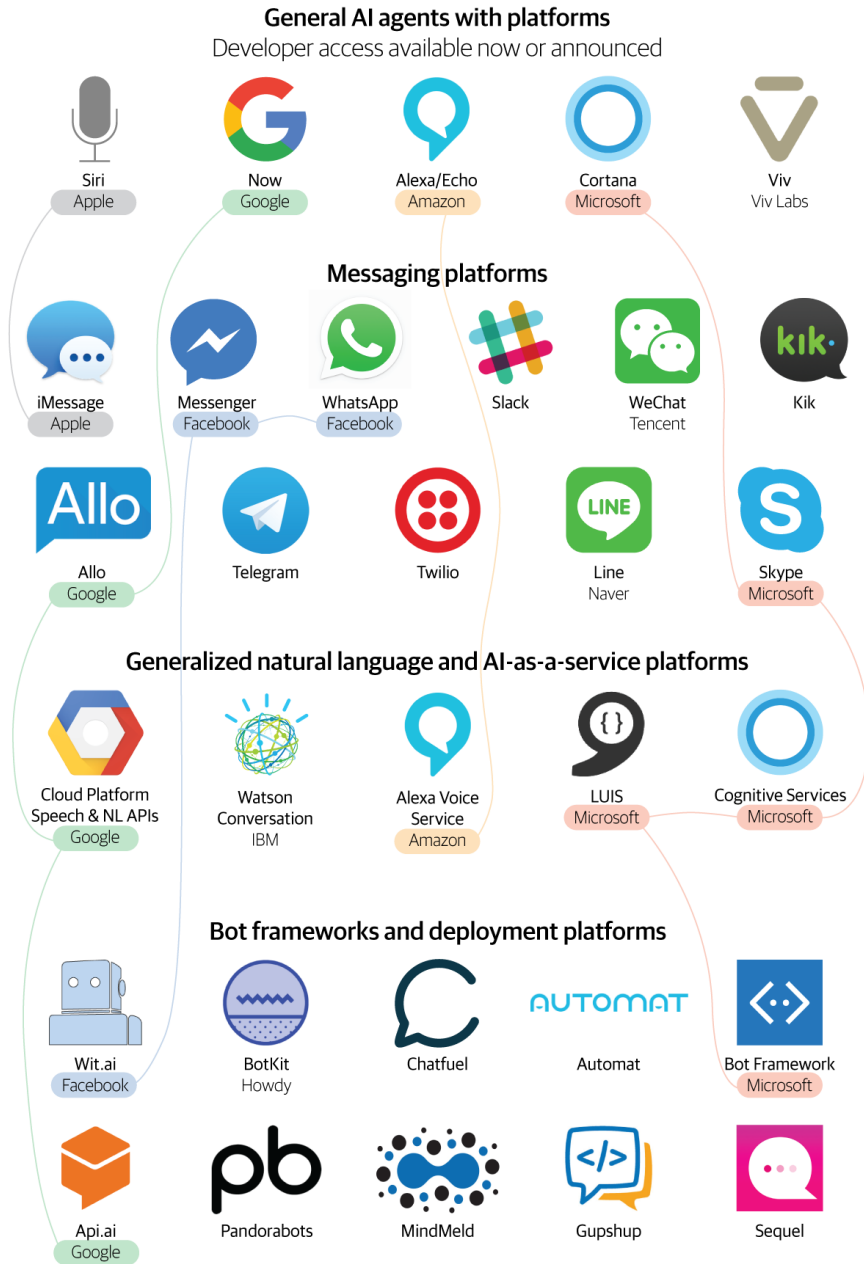 General AI agents with platforms
Developer access available now or announced
Siri
Apple
Now
Google
Alexa/Echo
Amazon
Cortana
Microsoft
Viv
Viv Labs
Messaging platforms
iMessage
Apple
Messenger
Facebook
WhatsApp
Facebook
Slack
WeChat
Tencent
kik
Kik
Allo
Allo
Google
Telegram
Twilio
LINE
Line
Naver
S
Skype
Microsoft
Generalized natural language and AI-as-a-service platforms
Cloud Platform
Speech & NL APIs
Google
Watson
Conversation
IBM
Alexa Voice
Service
Amazon
{ }
LUIS
Microsoft
Cognitive Services
Microsoft
Bot frameworks and deployment platforms
Wit.ai
Facebook
BotKit
Howdy
Chatfuel
AUTOMAT
Automat
Bot Framework
Microsoft
Api.ai
Google
pb
Pandorabots
MindMeld
</>
Gupshup
Sequel